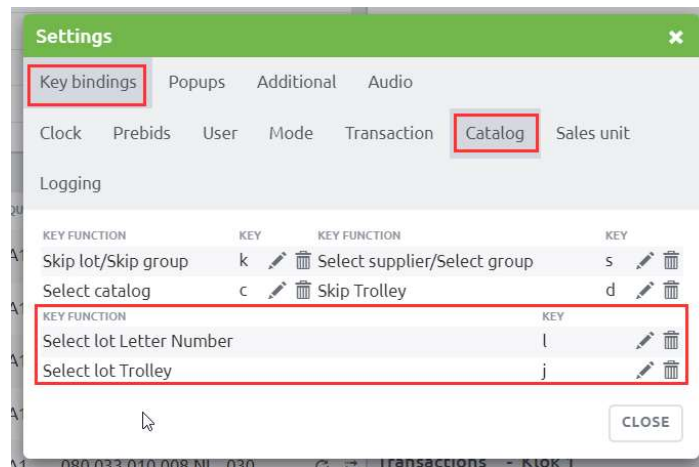 Settings
Key bindings Popups Additional Audio
Clock Prebids User Mode Transaction Catalog Sales unit
Logging
KEY FUNCTION KEY KEY FUNCTION KEY
Skip lot/Skip group k Select supplier/Select group s
Select catalog c Skip Trolley d
KEY FUNCTION KEY
Select lot Letter Number l
Select lot Trolley j
CLOSE
A1 080.033.010.008 NL 030 Transactions - Klok 1